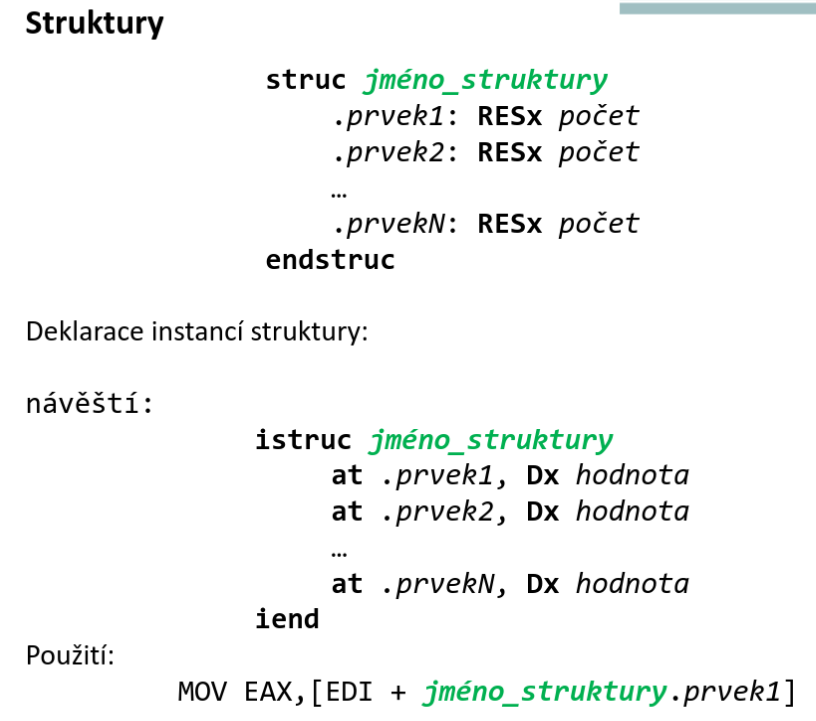 Struktury
struc jméno_struktury
.prvek1: RESx počet
.prvek2: RESx počet
…
.prvekN: RESx počet
endstruc
Deklarace instancí struktury:
návěští:
istruc jméno_struktury
at .prvek1, Dx hodnota
at .prvek2, Dx hodnota
…
at .prvekN, Dx hodnota
iend
Použití:
MOV EAX,[EDI + jméno_struktury.prvek1]